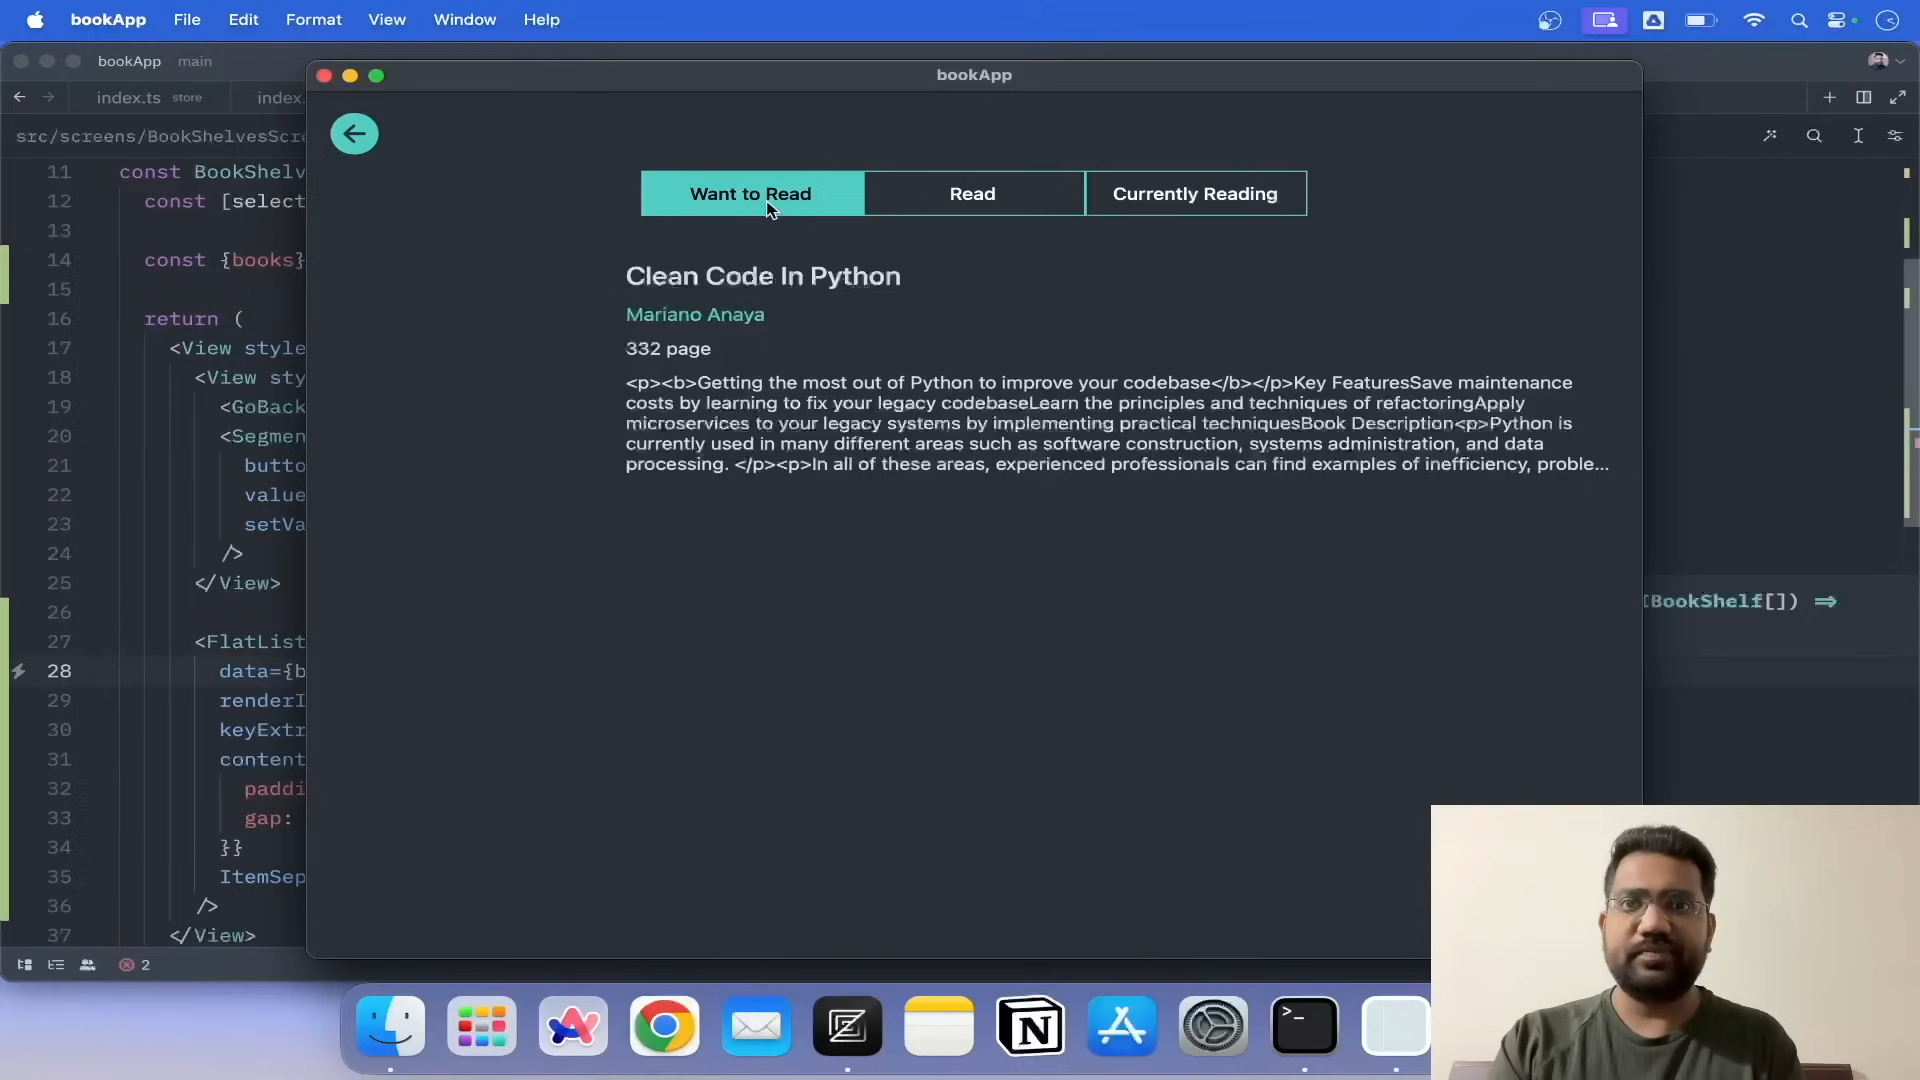 bookApp File Edit Format View Window Help
bookApp main
bookApp
index.ts store index.
src/screens/BookShelvesScre
Want to Read Read Currently Reading
Clean Code In Python
Mariano Anaya
332 page
<p><b>Getting the most out of Python to improve your codebase</b></p>Key FeaturesSave maintenance
costs by learning to fix your legacy codebaseLearn the principles and techniques of refactoringApply
microservices to your legacy systems by implementing practical techniquesBook Description<p>Python is
currently used in many different areas such as software construction, systems administration, and data
processing. </p><p>In all of these areas, experienced professionals can find examples of inefficiency, proble...
11 const BookShelv
12 const [select
13
14 const {books}
15
16 return (
17 <View style
18 <View sty
19 <GoBack
20 <Segmen
21 butto
22 value
23 setVa
24 />
25 </View>
26
27 <FlatList
28 data={b
29 renderI
30 keyExtr
31 content
32 paddi
33 gap:
34 }}
35 ItemSep
36 />
37 </View>
BookShelf[]) =>
2
>_
N